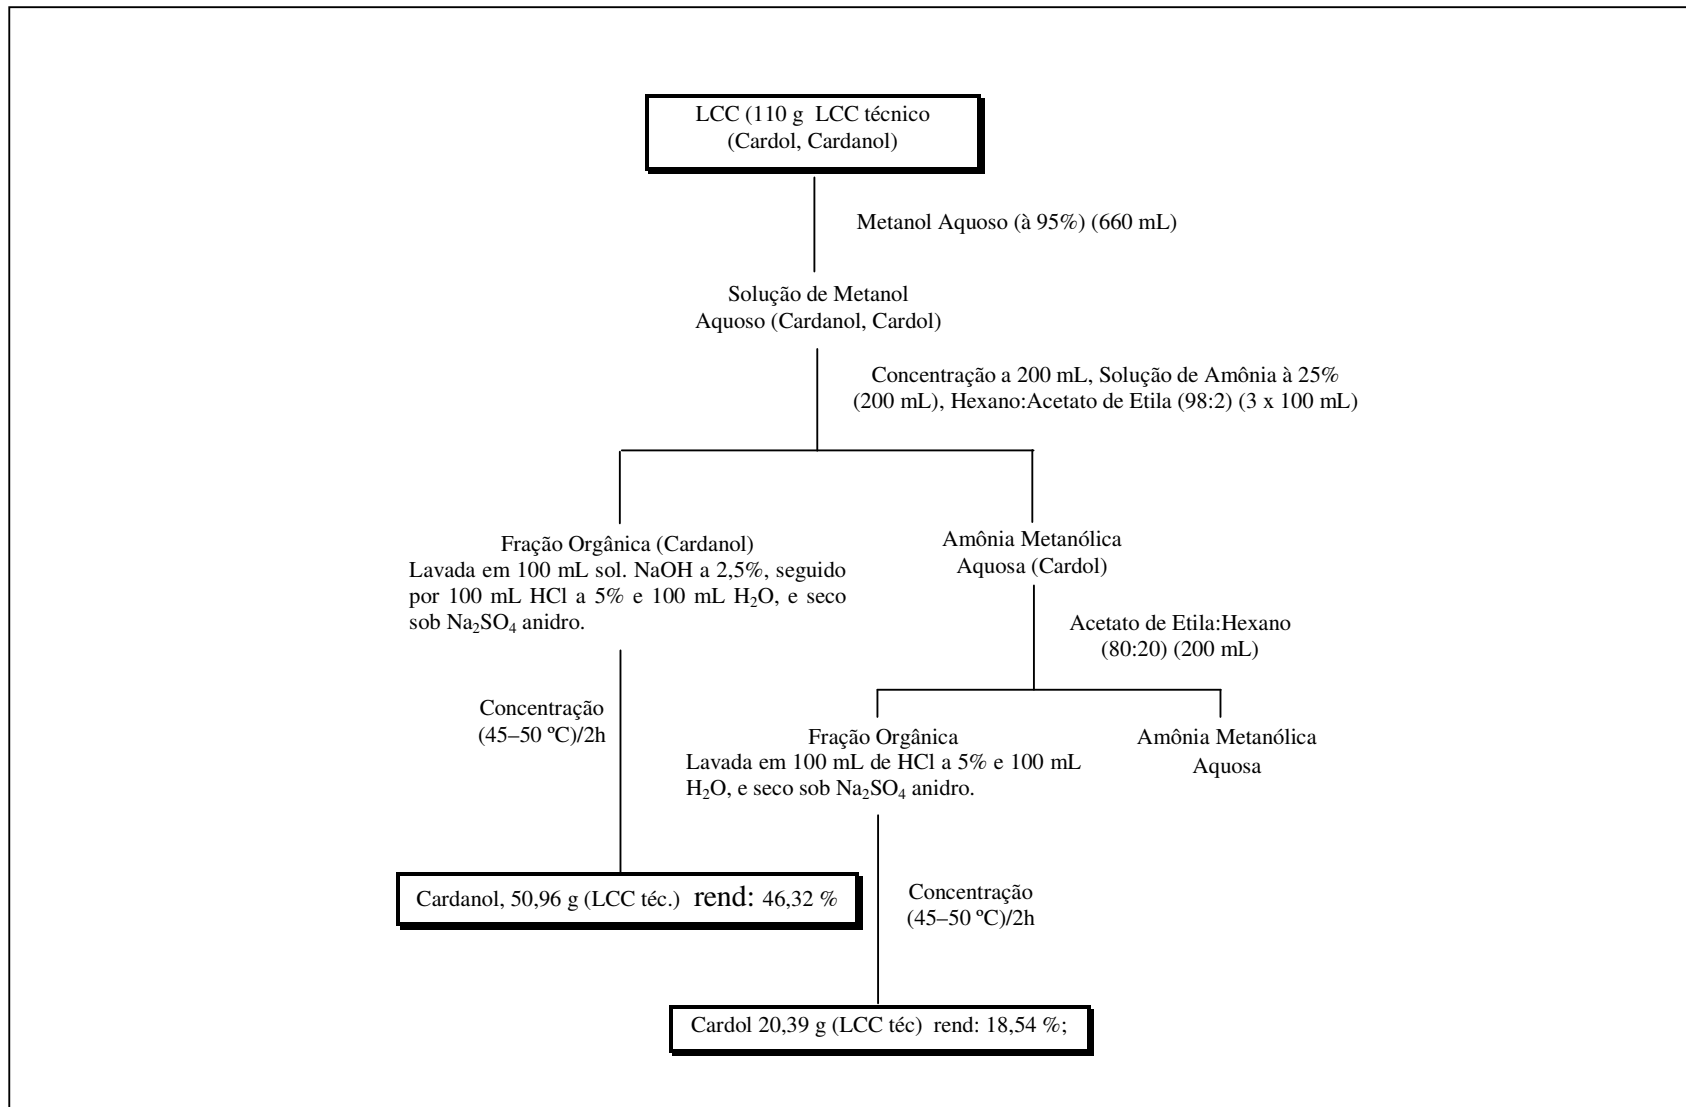 LCC (110 g LCC técnico
(Cardol, Cardanol)
Metanol Aquoso (à 95%) (660 mL)
Solução de Metanol
Aquoso (Cardanol, Cardol)
Concentração a 200 mL, Solução de Amônia à 25%
(200 mL), Hexano:Acetato de Etila (98:2) (3 x 100 mL)
Fração Orgânica (Cardanol)
Lavada em 100 mL sol. NaOH a 2,5%, seguido
por 100 mL HCl a 5% e 100 mL H₂O, e seco
sob Na₂SO₄ anidro.
Amônia Metanólica
Aquosa (Cardol)
Acetato de Etila:Hexano
(80:20) (200 mL)
Concentração
(45–50 ºC)/2h
Fração Orgânica
Lavada em 100 mL de HCl a 5% e 100 mL
H₂O, e seco sob Na₂SO₄ anidro.
Amônia Metanólica
Aquosa
Cardanol, 50,96 g (LCC téc.) rend: 46,32 %
Concentração
(45–50 ºC)/2h
Cardol 20,39 g (LCC téc) rend: 18,54 %;